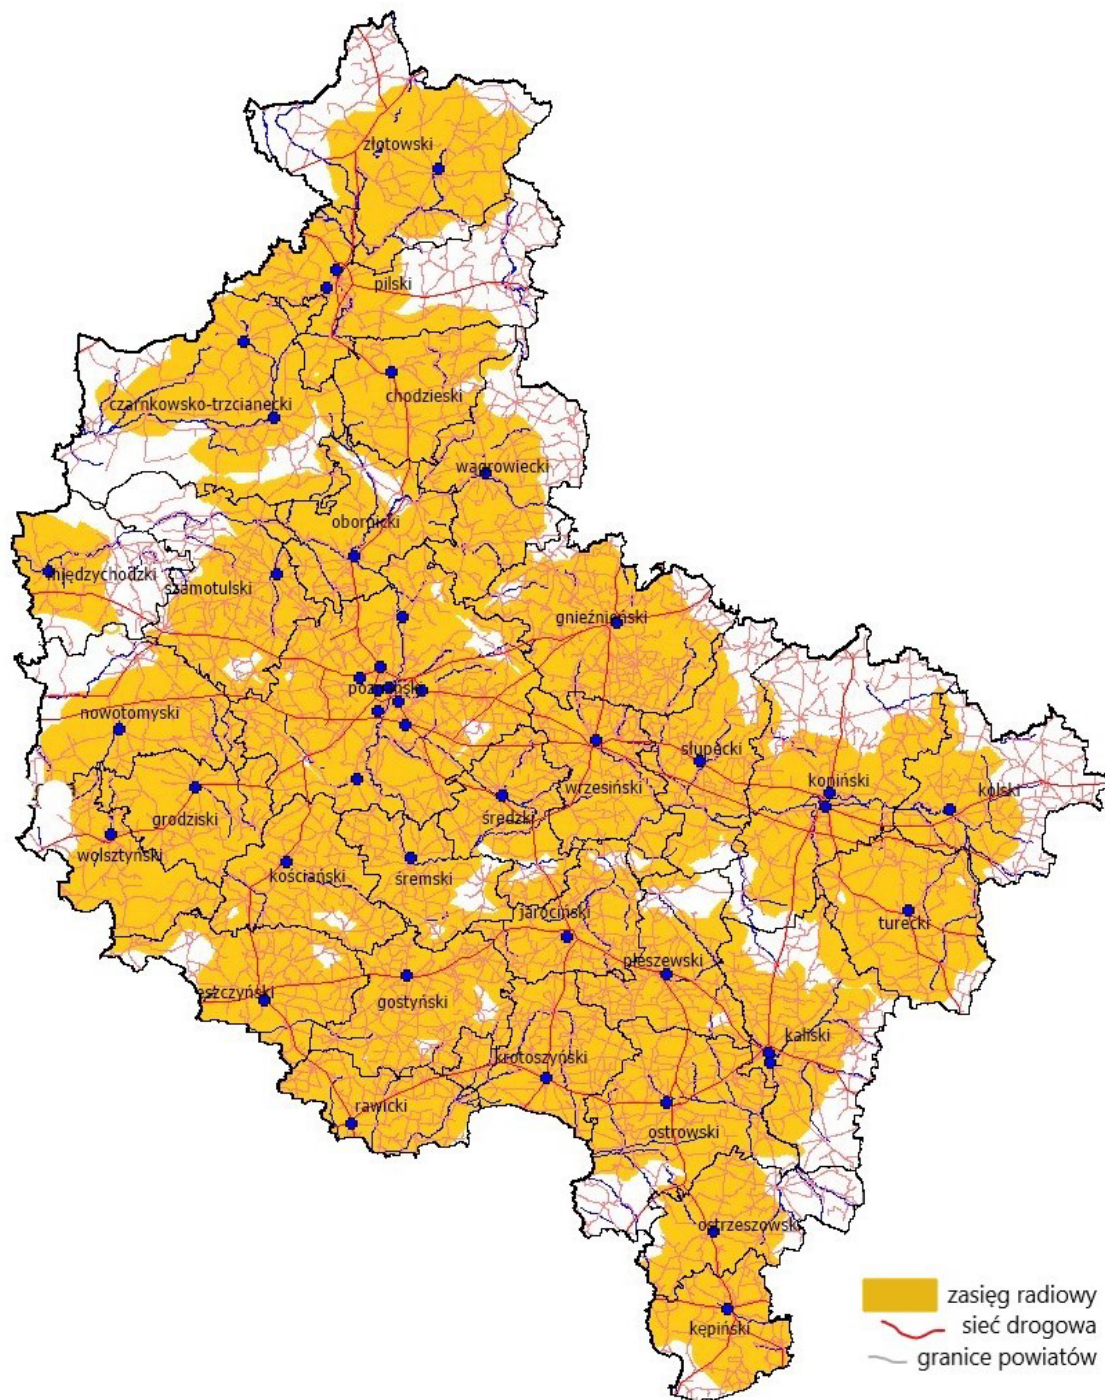 złotowski
pilski
chodzieski
czarnkowsko-trzcianecki
wągrowiecki
obornicki
międzychodzki
szamotulski
gnieźnieński
poznański
nowotomyski
słupecki
koniński
kolski
wrzesiński
średzki
grodziski
wolsztyński
kościański
śremski
jarociński
turecki
pleszewski
eszczyński
gostyński
kaliski
krotoszyński
rawicki
ostrowski
ostrzeszowski
kępiński
zasięg radiowy
sieć drogowa
granice powiatów